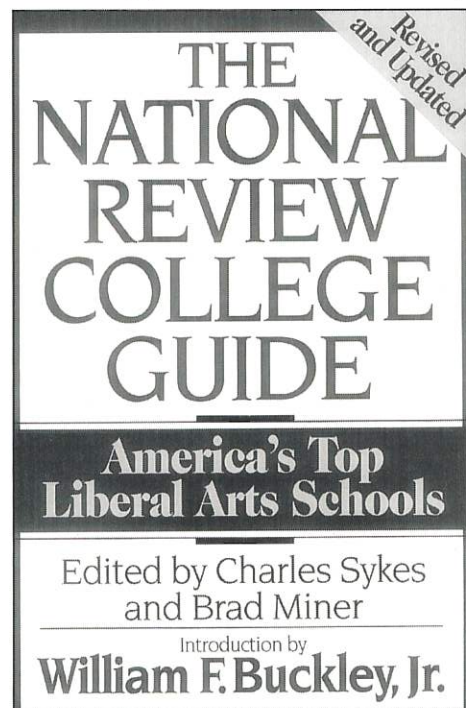 Revised
and Updated
THE
NATIONAL
REVIEW
COLLEGE
GUIDE
America's Top
Liberal Arts Schools
Edited by Charles Sykes
and Brad Miner
Introduction by
William F. Buckley, Jr.